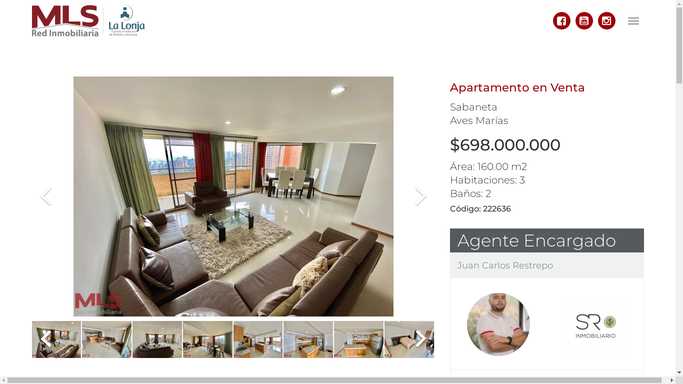 MLS
Red Inmobiliaria
La Lonja
Apartamento en Venta
Sabaneta
Aves Marías
$698.000.000
Área: 160.00 m2
Habitaciones: 3
Baños: 2
Código: 222636
MLS
Agente Encargado
Juan Carlos Restrepo
SR
INMOBILIARIO